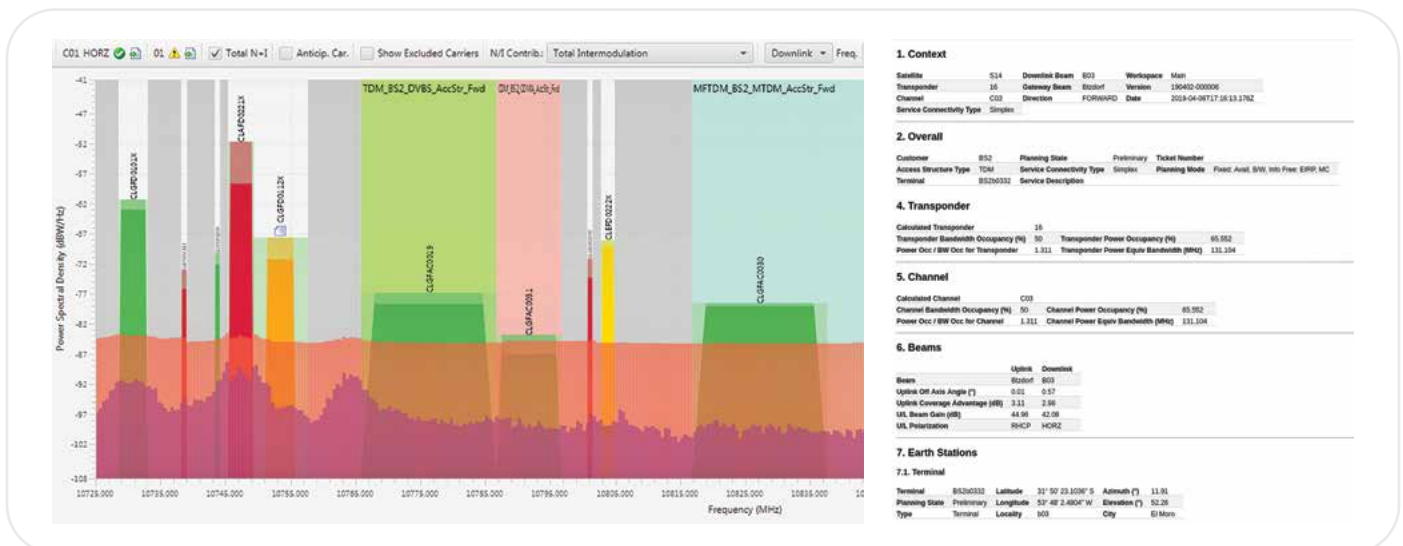 C01 HORZ 01 Total N+I Anticip. Car. Show Excluded Carriers N/I Contrib.: Total Intermodulation Downlink Freq.
-41
-47
-52
-57
-62
-67
-72
-77
-82
-87
-92
-97
-102
-108
Power Spectral Density (dBW/Hz)
TDM_BS2_DVBS_AccStr_Fwd
MFTDM_BS2_MTDM_AccStr_Fwd
CLGFD0101X
CLAFD0221X
CLGFD0112X
CLGFAC0019
CLGFAC0031
CLEFD0222X
CLGFAC0030
10725.000 10735.000 10745.000 10755.000 10765.000 10775.000 10785.000 10795.000 10805.000 10815.000 10825.000 10835.000 10
Frequency (MHz)
1. Context
Satellite S14 Downlink Beam B03 Workspace Main
Transponder 16 Gateway Beam Btzdorf Version 190402-000006
Channel C03 Direction FORWARD Date 2019-04-06T17:16:13.176Z
Service Connectivity Type Simplex
2. Overall
Customer BS2 Planning State Preliminary Ticket Number
Access Structure Type TDM Service Connectivity Type Simplex Planning Mode Fixed: Avail, B/W, Info Free: EIRP, MC
Terminal BS2b0332 Service Description
4. Transponder
Calculated Transponder 16
Transponder Bandwidth Occupancy (%) 50 Transponder Power Occupancy (%) 65.552
Power Occ / BW Occ for Transponder 1.311 Transponder Power Equiv Bandwidth (MHz) 131.104
5. Channel
Calculated Channel C03
Channel Bandwidth Occupancy (%) 50 Channel Power Occupancy (%) 65.552
Power Occ / BW Occ for Channel 1.311 Channel Power Equiv Bandwidth (MHz) 131.104
6. Beams
Uplink Downlink
Beam Btzdorf B03
Uplink Off Axis Angle (°) 0.01 0.57
Uplink Coverage Advantage (dB) 3.11 2.98
U/L Beam Gain (dB) 44.96 42.08
U/L Polarization RHCP HORZ
7. Earth Stations
7.1. Terminal
Terminal BS2b0332 Latitude 31° 50' 23.1036" S Azimuth (°) 11.91
Planning State Preliminary Longitude 53° 48' 2.4804" W Elevation (°) 52.26
Type Terminal Locality b03 City El Moro